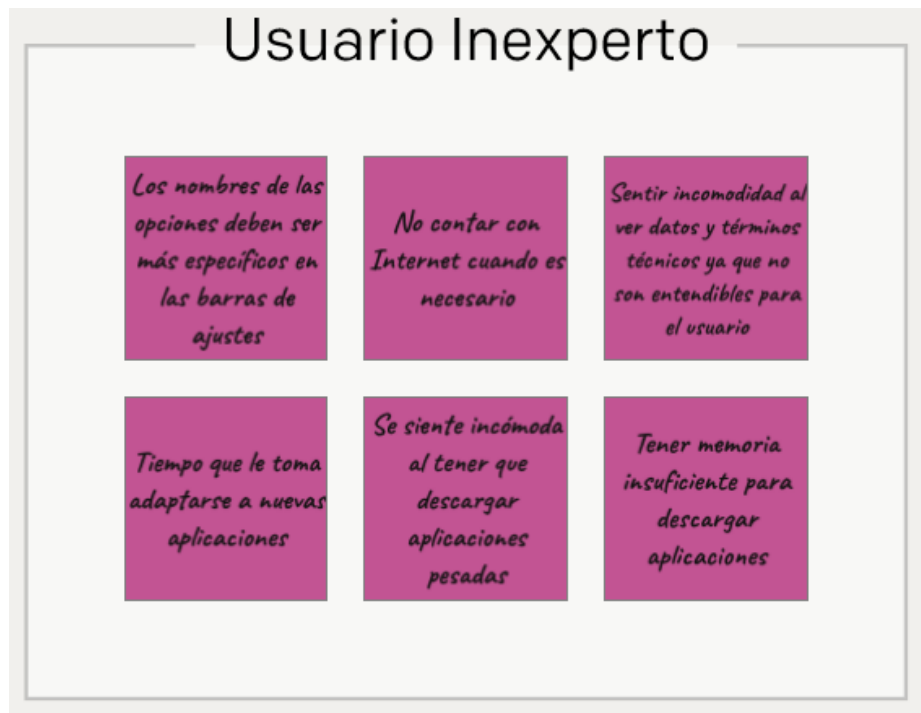 Usuario Inexperto
Los nombres de las
opciones deben ser
más específicos en
las barras de
ajustes
No contar con
Internet cuando es
necesario
Sentir incomodidad al
ver datos y términos
técnicos ya que no
son entendibles para
el usuario
Tiempo que le toma
adaptarse a nuevas
aplicaciones
Se siente incómoda
al tener que
descargar
aplicaciones
pesadas
Tener memoria
insuficiente para
descargar
aplicaciones